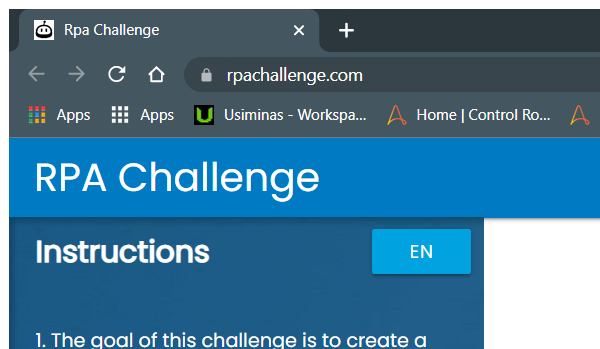 Rpa Challenge
rpachallenge.com
Apps Apps Usiminas - Workspa... Home | Control Ro...
RPA Challenge
Instructions EN
1. The goal of this challenge is to create a